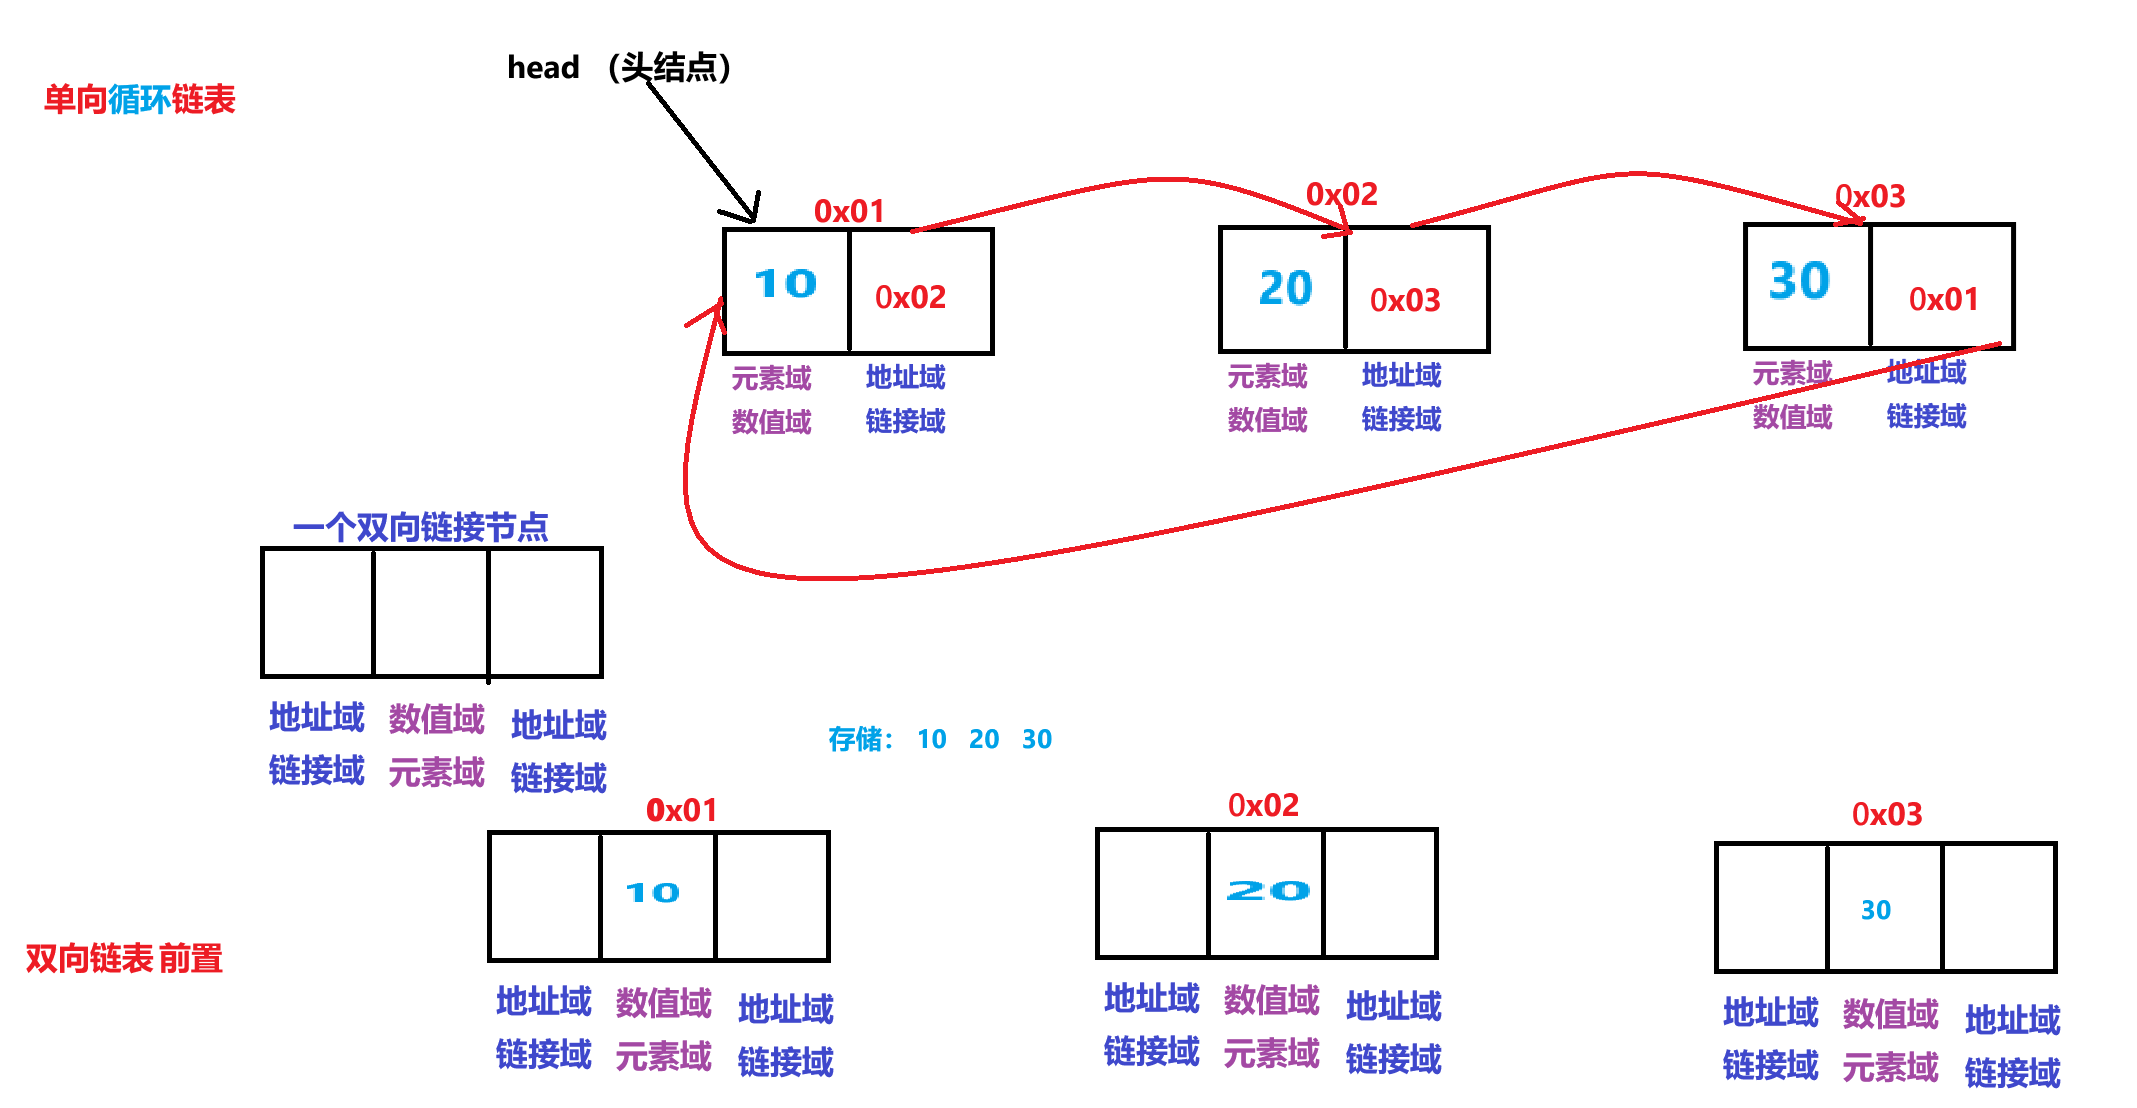 head （头结点）
单向循环链表
0x01
0x02
0x03
10
0x02
20
0x03
30
0x01
元素域
地址域
元素域
地址域
元素域
地址域
数值域
链接域
数值域
链接域
数值域
链接域
一个双向链接节点
地址域
数值域
地址域
链接域
元素域
链接域
存储： 10 20 30
0x01
0x02
0x03
10
20
30
双向链表 前置
地址域
数值域
地址域
地址域
数值域
地址域
地址域
数值域
地址域
链接域
元素域
链接域
链接域
元素域
链接域
链接域
元素域
链接域